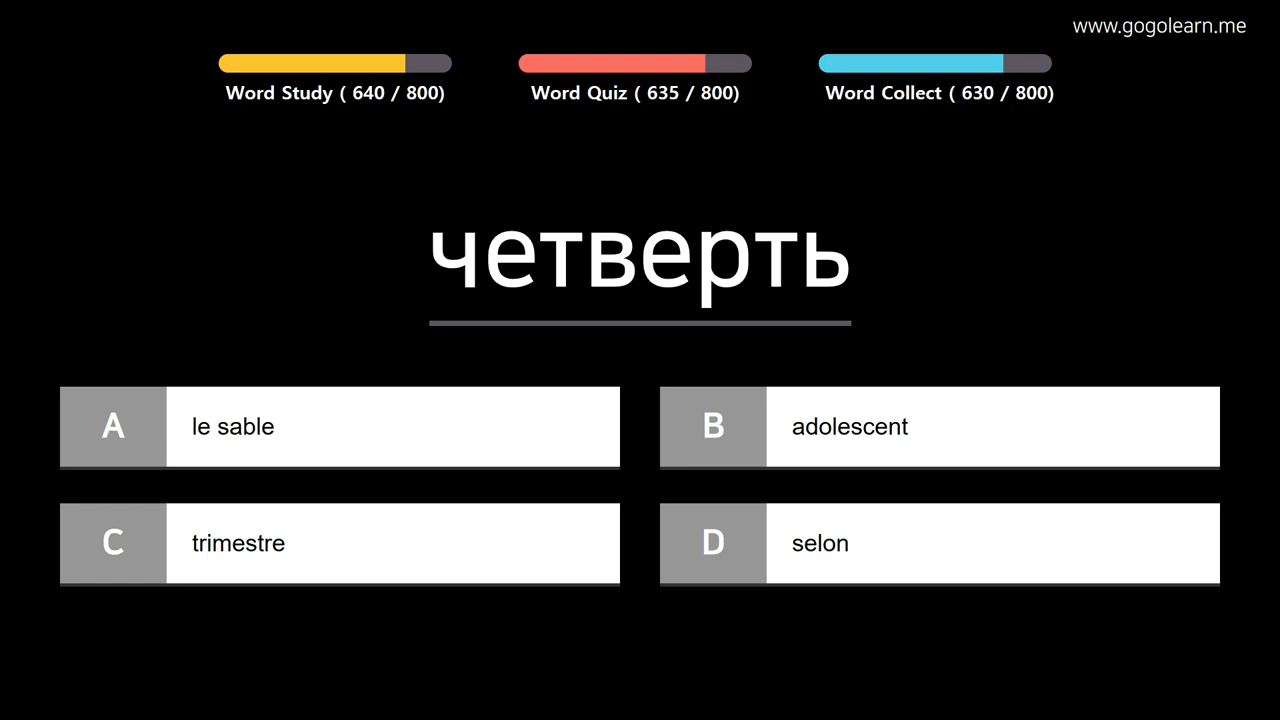 www.gogolearn.me
Word Study ( 640 / 800)
Word Quiz ( 635 / 800)
Word Collect ( 630 / 800)
четверть
A
le sable
B
adolescent
C
trimestre
D
selon